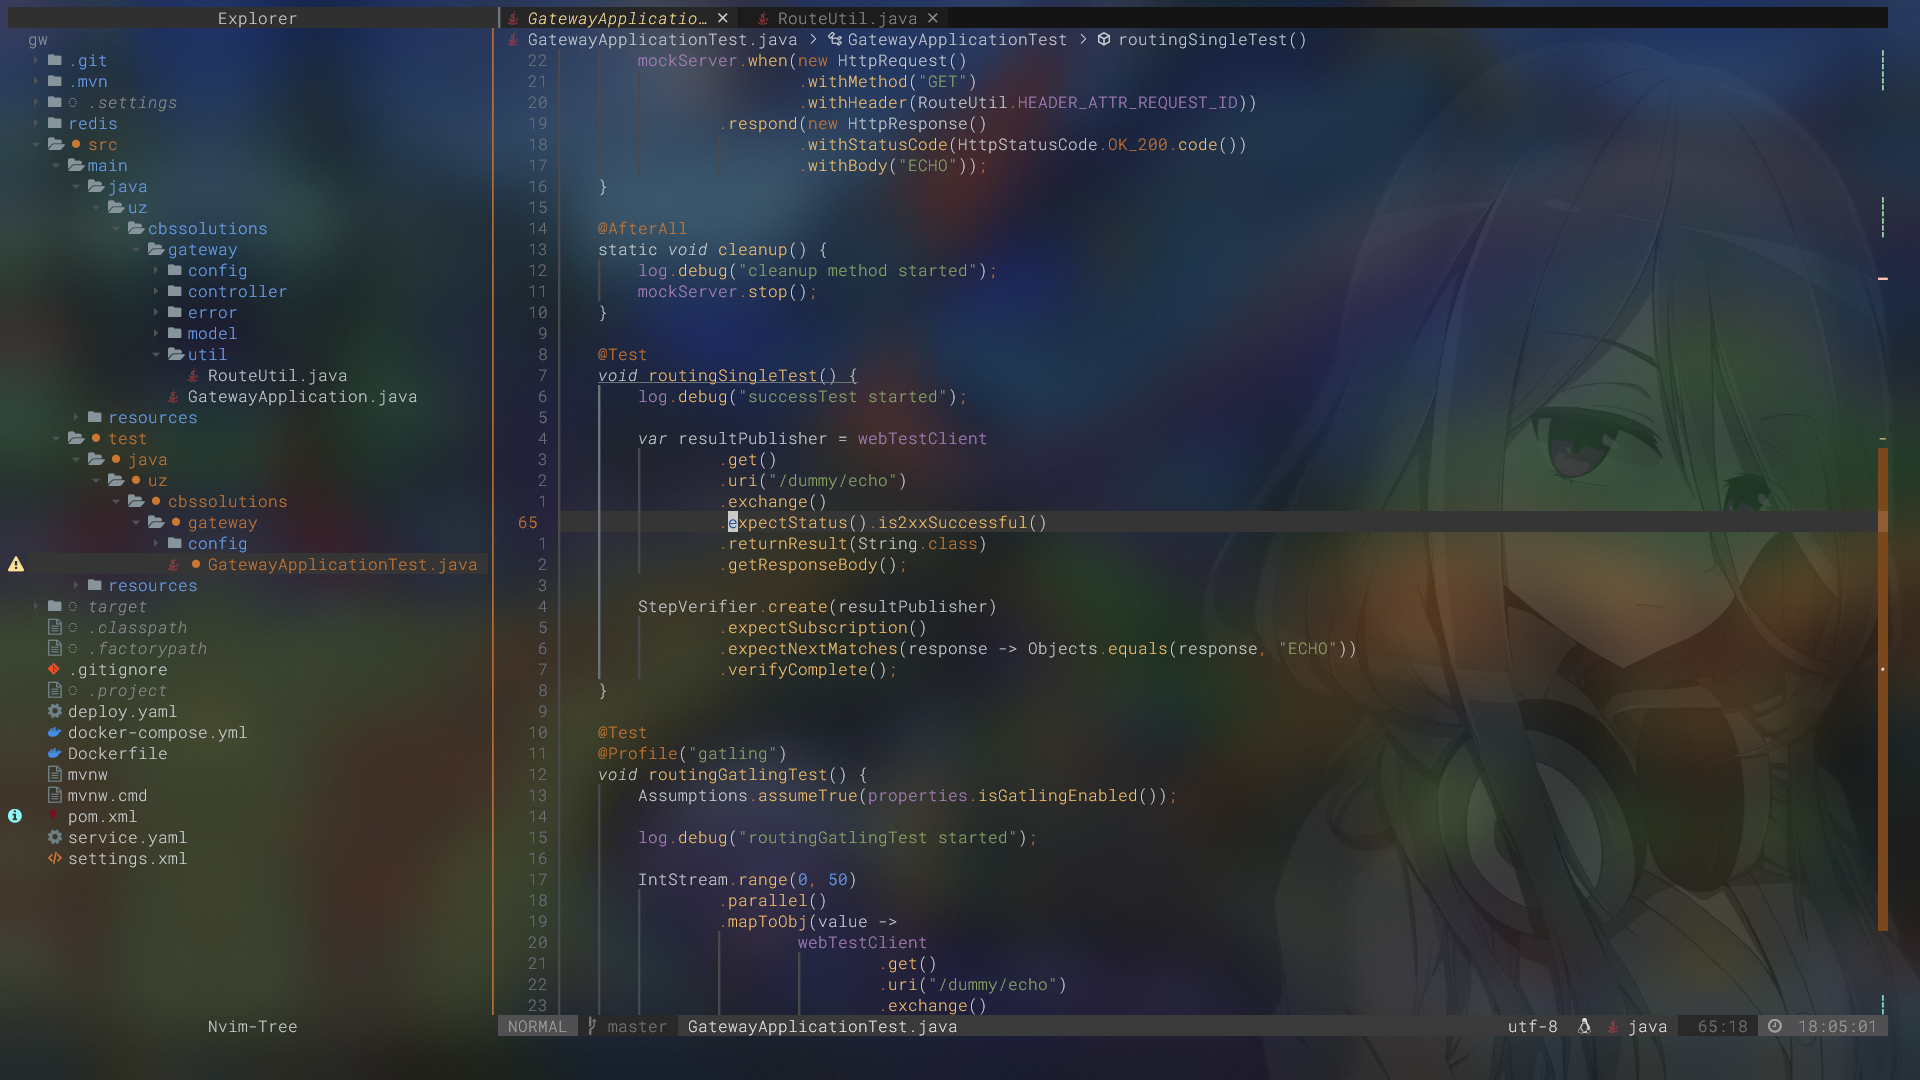 Explorer
gw
.git
.mvn
.settings
redis
src
main
java
uz
cbssolutions
gateway
config
controller
error
model
util
RouteUtil.java
GatewayApplication.java
resources
test
java
uz
cbssolutions
gateway
config
GatewayApplicationTest.java
resources
target
.classpath
.factorypath
.gitignore
.project
deploy.yaml
docker-compose.yml
Dockerfile
mvnw
mvnw.cmd
pom.xml
service.yaml
settings.xml
Nvim-Tree
GatewayApplicatio… ✕ RouteUtil.java ✕
GatewayApplicationTest.java > GatewayApplicationTest > routingSingleTest()
22 mockServer.when(new HttpRequest()
21 .withMethod("GET")
20 .withHeader(RouteUtil.HEADER_ATTR_REQUEST_ID))
19 .respond(new HttpResponse()
18 .withStatusCode(HttpStatusCode.OK_200.code())
17 .withBody("ECHO"));
16 }
15
14 @AfterAll
13 static void cleanup() {
12 log.debug("cleanup method started");
11 mockServer.stop();
10 }
9
8 @Test
7 void routingSingleTest() {
6 log.debug("successTest started");
5
4 var resultPublisher = webTestClient
3 .get()
2 .uri("/dummy/echo")
1 .exchange()
65 .expectStatus().is2xxSuccessful()
1 .returnResult(String.class)
2 .getResponseBody();
3
4 StepVerifier.create(resultPublisher)
5 .expectSubscription()
6 .expectNextMatches(response -> Objects.equals(response, "ECHO"))
7 .verifyComplete();
8 }
9
10 @Test
11 @Profile("gatling")
12 void routingGatlingTest() {
13 Assumptions.assumeTrue(properties.isGatlingEnabled());
14
15 log.debug("routingGatlingTest started");
16
17 IntStream.range(0, 50)
18 .parallel()
19 .mapToObj(value ->
20 webTestClient
21 .get()
22 .uri("/dummy/echo")
23 .exchange()
NORMAL master GatewayApplicationTest.java utf-8 java 65:18 18:05:01